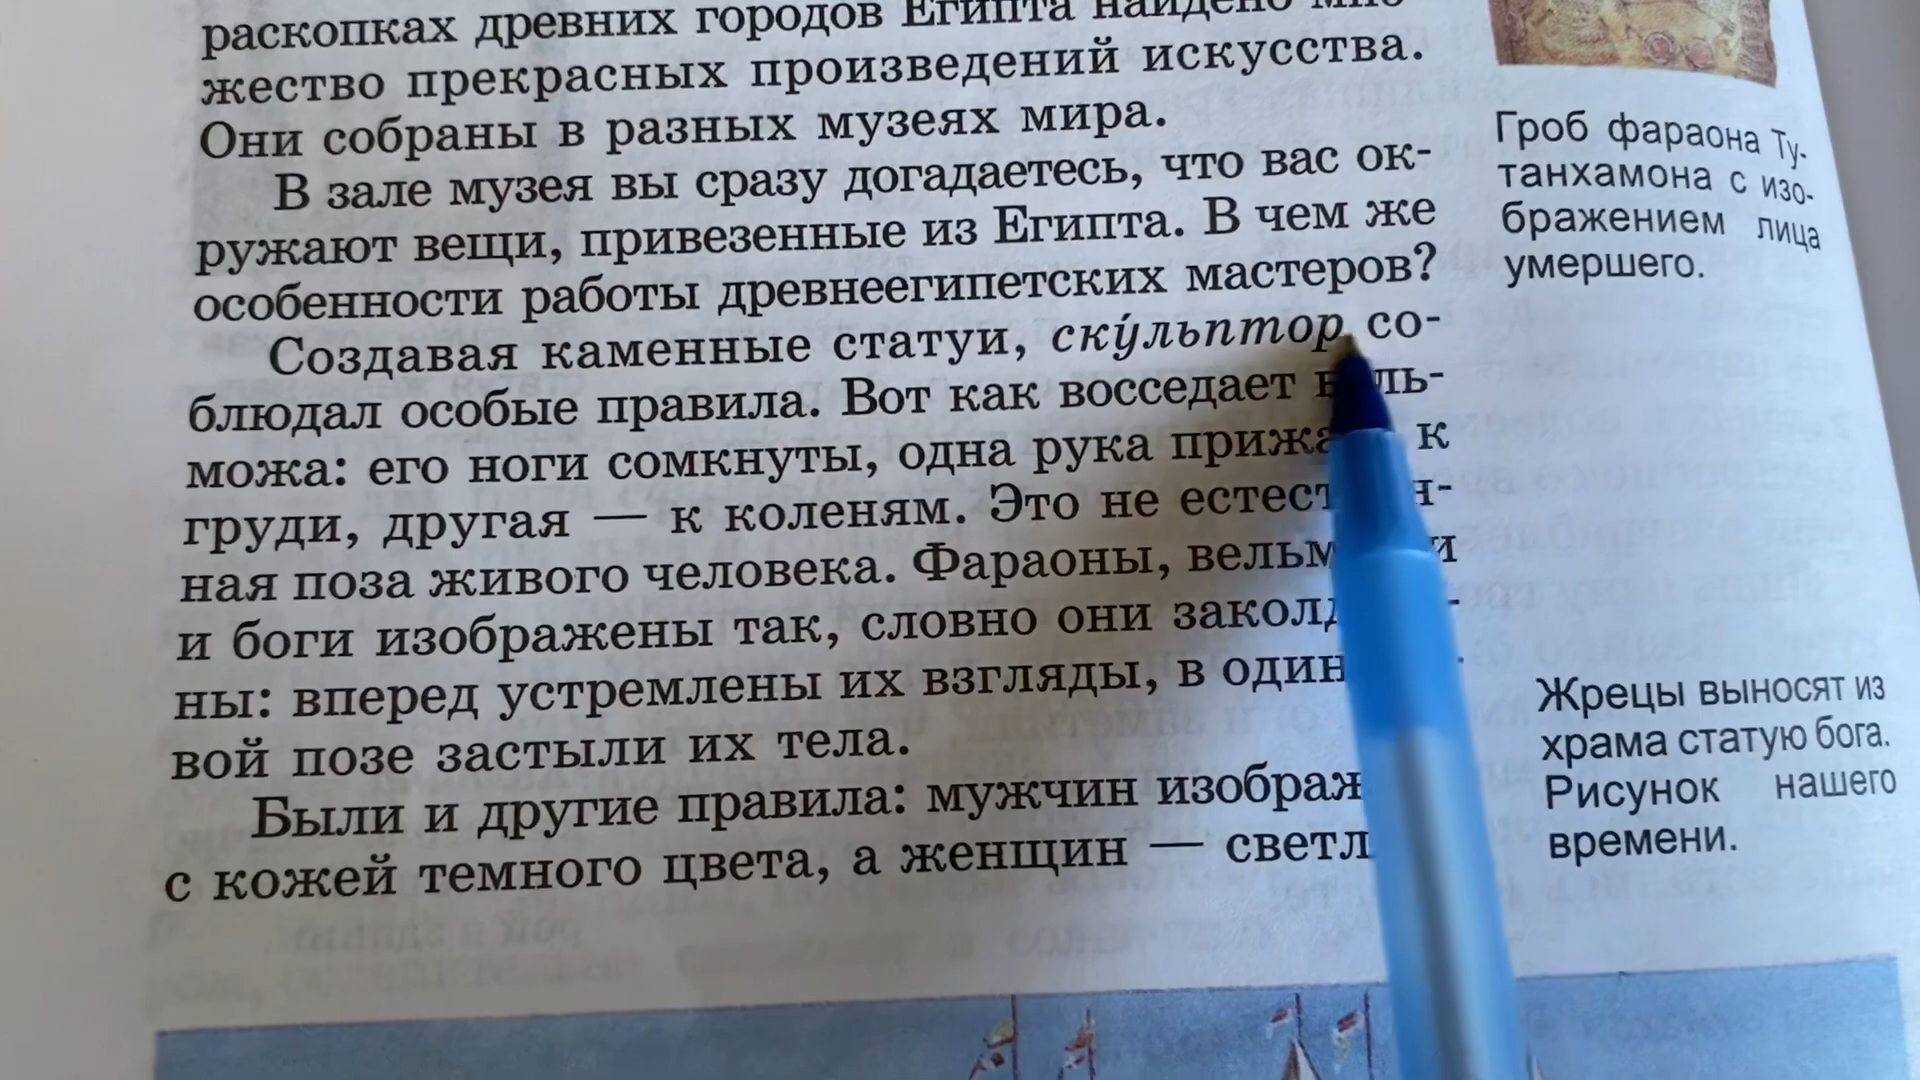 раскопках древних городов Египта найдено мно-
жество прекрасных произведений искусства.
Они собраны в разных музеях мира.
В зале музея вы сразу догадаетесь, что вас ок-
ружают вещи, привезенные из Египта. В чем же
особенности работы древнеегипетских мастеров?
Создавая каменные статуи, ску́льптор со-
блюдал особые правила. Вот как восседает
можа: его ноги сомкнуты, одна рука к
груди, другая — к коленям. Это не
ная поза живого человека. Фараоны,
и боги изображены так, словно они
ны: вперед устремлены их взгляды, в
вой позе застыли их тела.
Были и другие правила: мужчин
с кожей темного цвета, а женщин —
Гроб фараона Ту-
танхамона с изо-
бражением лица
умершего.
Жрецы выносят из
храма статую бога.
Рисунок нашего
времени.